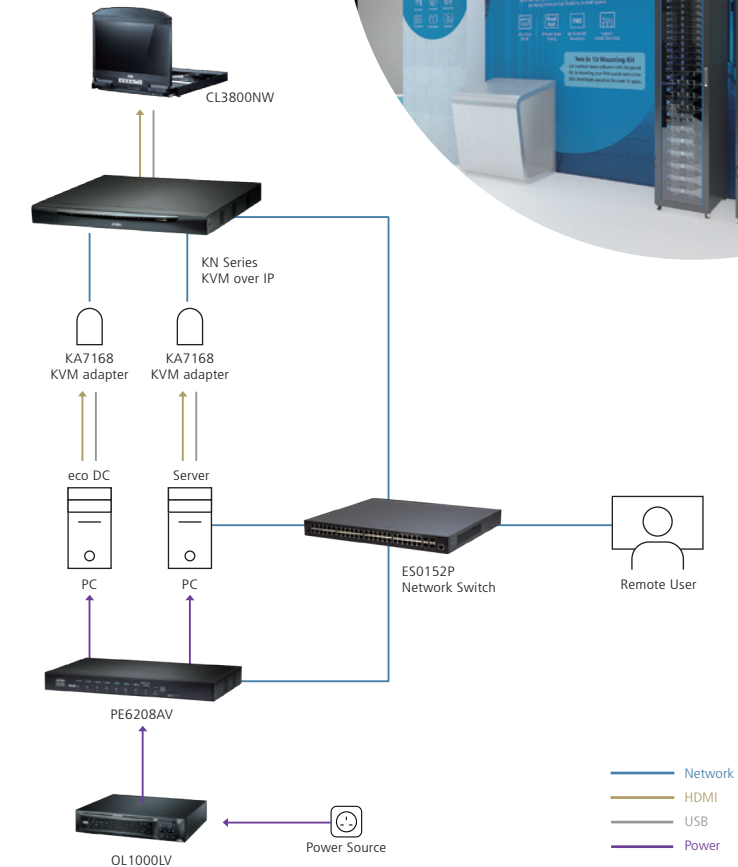 Two in 1U Mounting Kit
CL3800NW
KN Series
KVM over IP
KA7168
KVM adapter
KA7168
KVM adapter
eco DC
Server
PC
PC
ES0152P
Network Switch
Remote User
PE6208AV
OL1000LV
Power Source
Network
HDMI
USB
Power